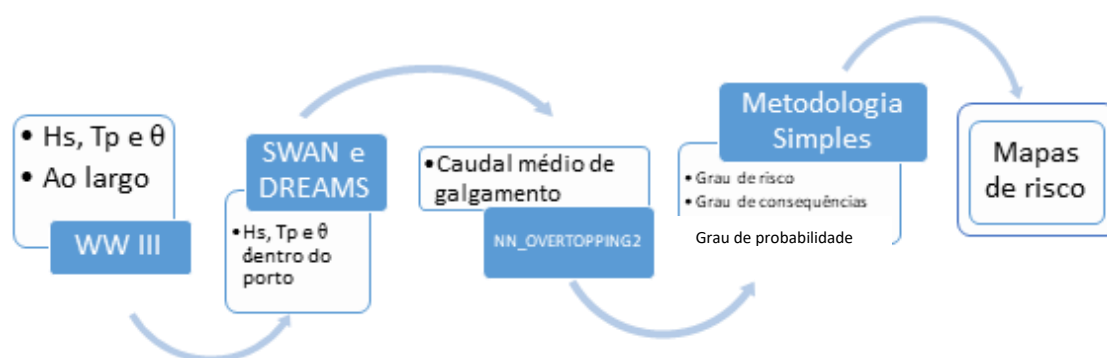 • Hs, Tp e θ
• Ao largo
WW III
SWAN e
DREAMS
• Hs, Tp e θ
dentro do
porto
• Caudal médio de
galgamento
NN_OVERTOPPING2
Metodologia
Simples
• Grau de risco
• Grau de consequências
Grau de probabilidade
Mapas
de risco